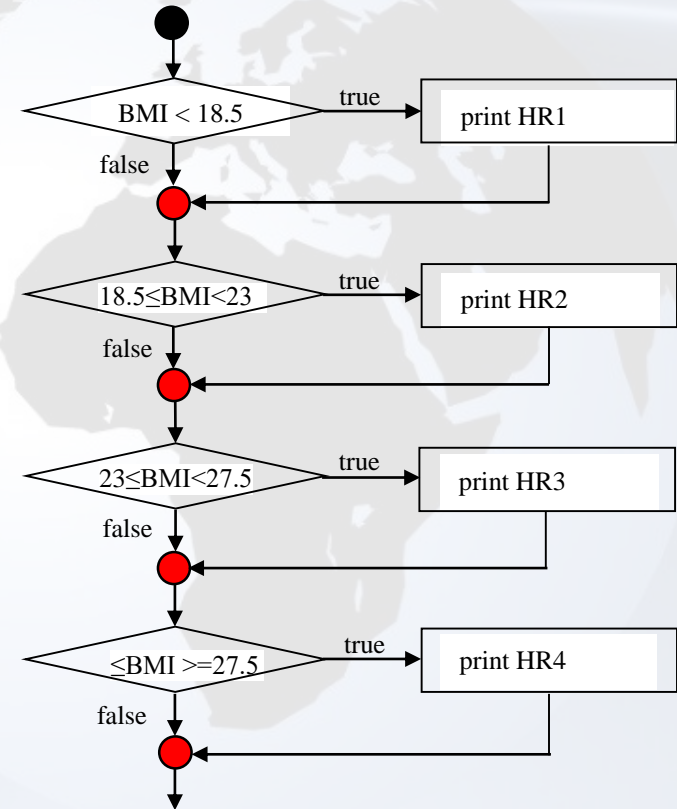 BMI < 18.5
true
print HR1
false
18.5≤BMI<23
true
print HR2
false
23≤BMI<27.5
true
print HR3
false
≤BMI >=27.5
true
print HR4
false